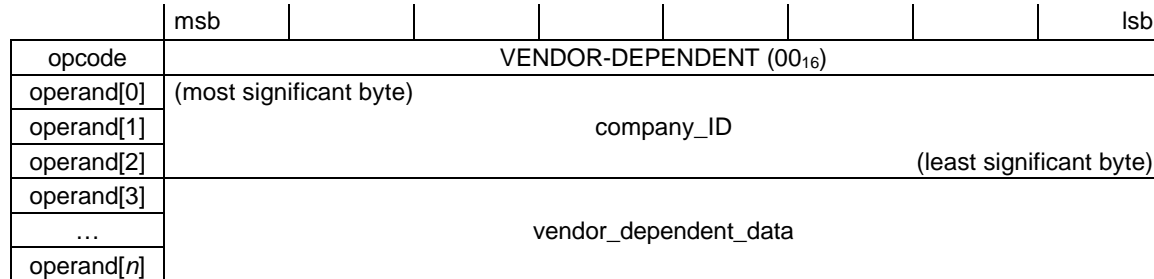 msb lsb
opcode VENDOR-DEPENDENT (00₁₆)
operand[0] (most significant byte)
operand[1] company_ID
operand[2] (least significant byte)
operand[3]
… vendor_dependent_data
operand[n]